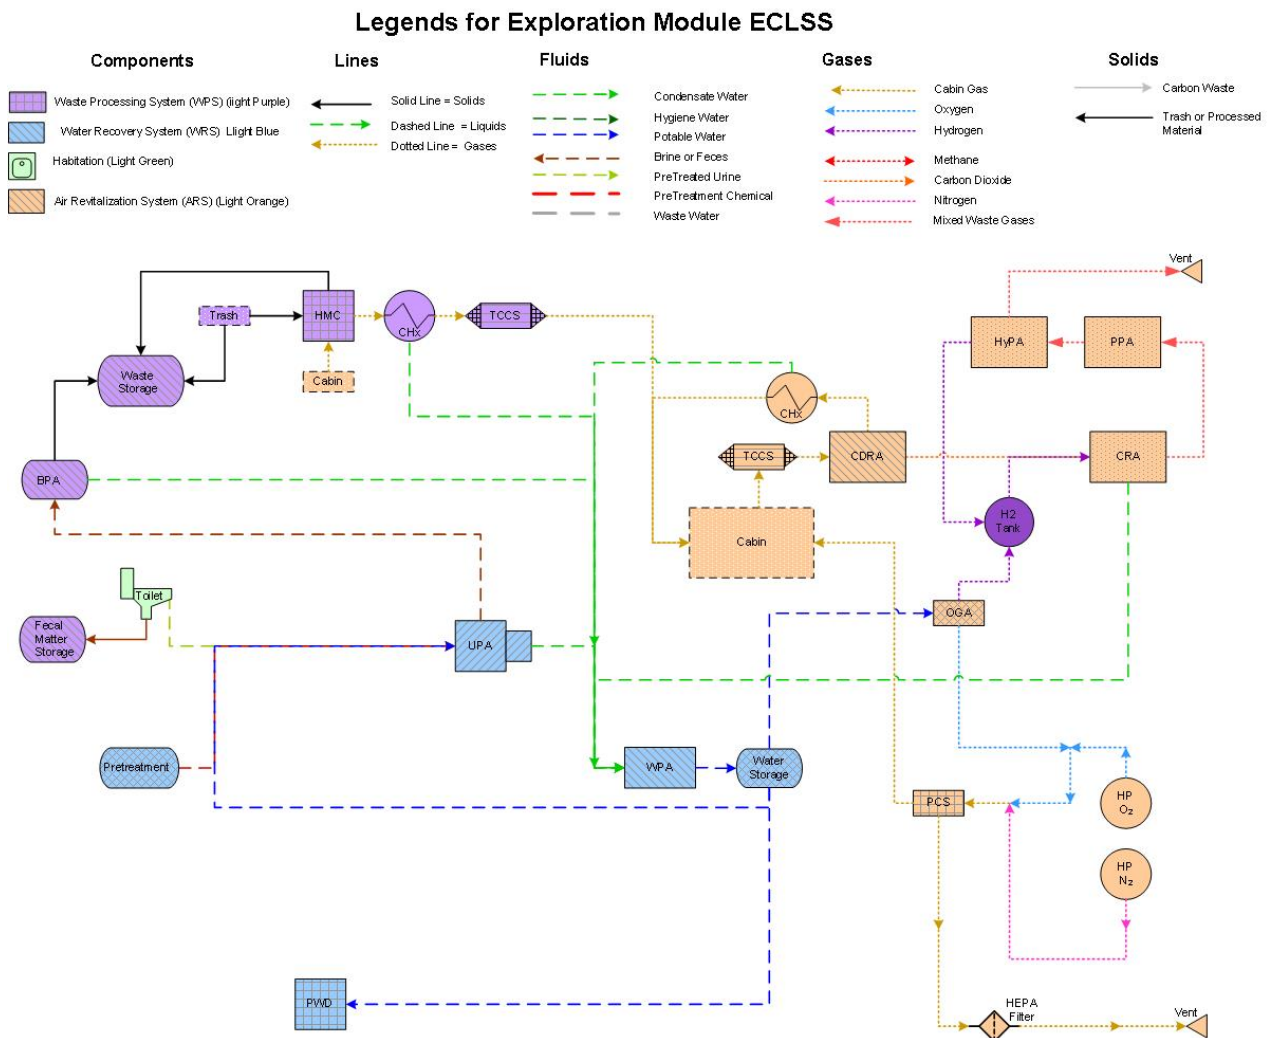 Legends for Exploration Module ECLSS
Components
Lines
Fluids
Gases
Solids
Waste Processing System (WPS) (light Purple)
Water Recovery System (WRS) Llight Blue
Habitation (Light Green)
Air Revitalization System (ARS) (Light Orange)
Solid Line = Solids
Dashed Line = Liquids
Dotted Line = Gases
Condensate Water
Hygiene Water
Potable Water
Brine or Feces
PreTreated Urine
PreTreatment Chemical
Waste Water
Cabin Gas
Oxygen
Hydrogen
Methane
Carbon Dioxide
Nitrogen
Mixed Waste Gases
Carbon Waste
Trash or Processed
Material
Vent
Trash
HMC
CHx
TCCS
HyPA
PPA
Waste
Storage
Cabin
CHx
BPA
TCCS
CDRA
CRA
H2
Tank
Cabin
Toilet
OGA
Fecal
Matter
Storage
UPA
Pretreatment
WPA
Water
Storage
PCS
HP
O₂
HP
N₂
PWD
HEPA
Filter
Vent